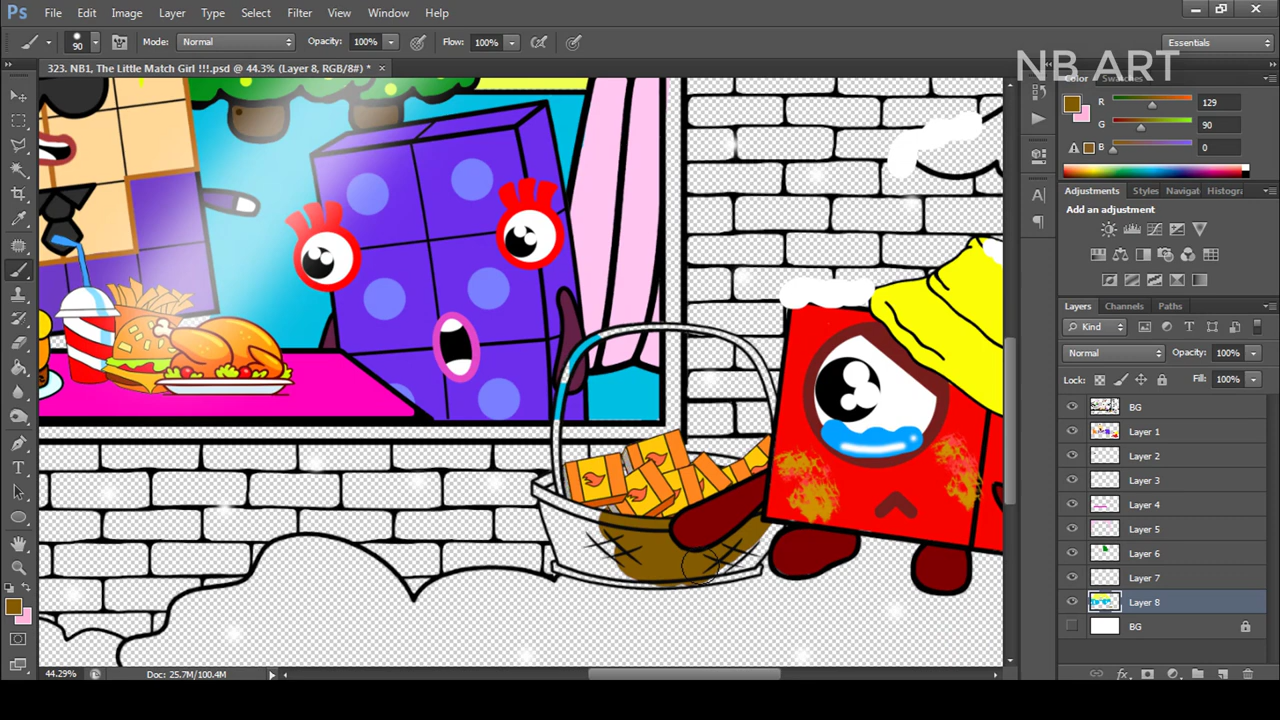 Ps File Edit Image Layer Type Select Filter View Window Help
90 Mode: Normal Opacity: 100% Flow: 100% Essentials
NB ART
323. NB1, The Little Match Girl !!!.psd @ 44.3% (Layer 8, RGB/8#) * ×
Color Swatches
R 129
G 90
B 0
Adjustments Styles Navigat Histogra
Add an adjustment
Layers Channels Paths
Kind
Normal Opacity: 100%
Lock: Fill: 100%
BG
Layer 1
Layer 2
Layer 3
Layer 4
Layer 5
Layer 6
Layer 7
Layer 8
BG
44.29% Doc: 25.7M/100.4M